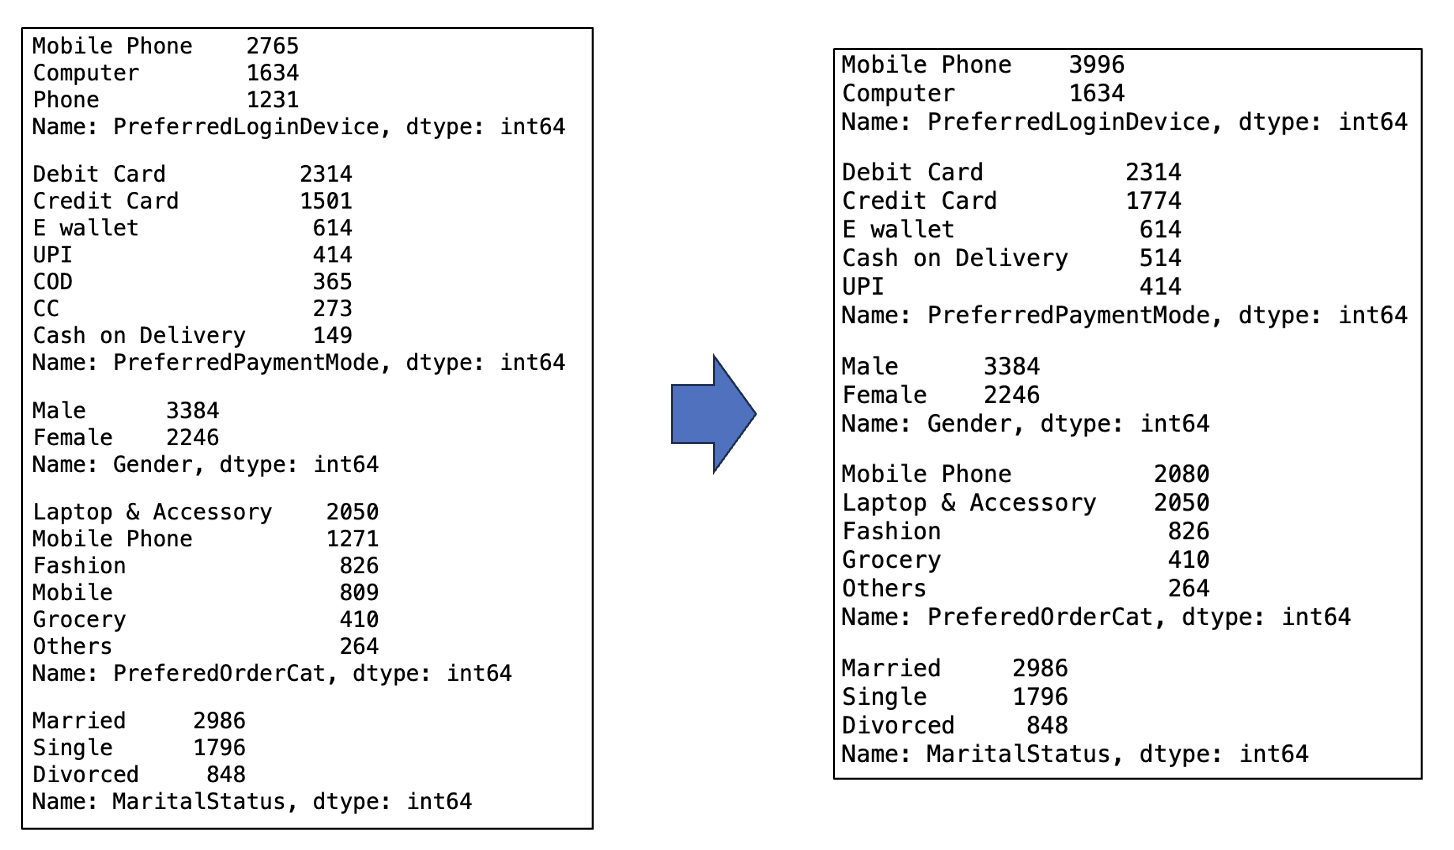 Mobile Phone    2765
Computer        1634
Phone           1231
Name: PreferredLoginDevice, dtype: int64
Debit Card          2314
Credit Card         1501
E wallet             614
UPI                  414
COD                  365
CC                   273
Cash on Delivery     149
Name: PreferredPaymentMode, dtype: int64
Male      3384
Female    2246
Name: Gender, dtype: int64
Laptop & Accessory    2050
Mobile Phone          1271
Fashion                826
Mobile                 809
Grocery                410
Others                 264
Name: PreferedOrderCat, dtype: int64
Married     2986
Single      1796
Divorced     848
Name: MaritalStatus, dtype: int64
Mobile Phone    3996
Computer        1634
Name: PreferredLoginDevice, dtype: int64
Debit Card          2314
Credit Card         1774
E wallet             614
Cash on Delivery     514
UPI                  414
Name: PreferredPaymentMode, dtype: int64
Male      3384
Female    2246
Name: Gender, dtype: int64
Mobile Phone          2080
Laptop & Accessory    2050
Fashion                826
Grocery                410
Others                 264
Name: PreferedOrderCat, dtype: int64
Married     2986
Single      1796
Divorced     848
Name: MaritalStatus, dtype: int64